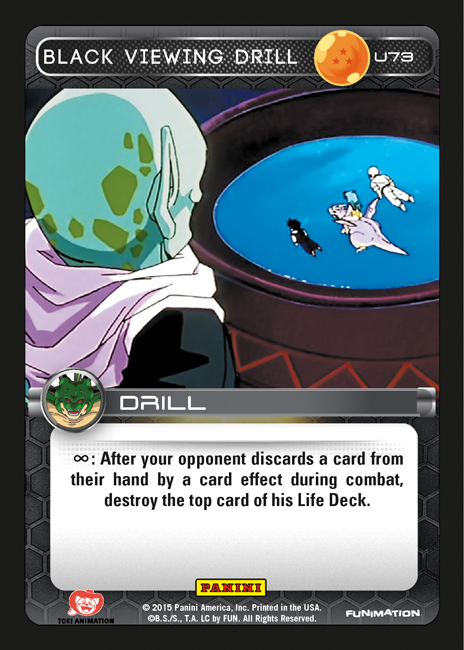 BLACK VIEWING DRILL U73
DRILL
∞: After your opponent discards a card from
their hand by a card effect during combat,
destroy the top card of his Life Deck.
PANINI
TOEI ANIMATION
© 2015 Panini America, Inc. Printed in the USA.
©B.S./S., T.A. LC by FUN. All Rights Reserved.
FUNIMATION